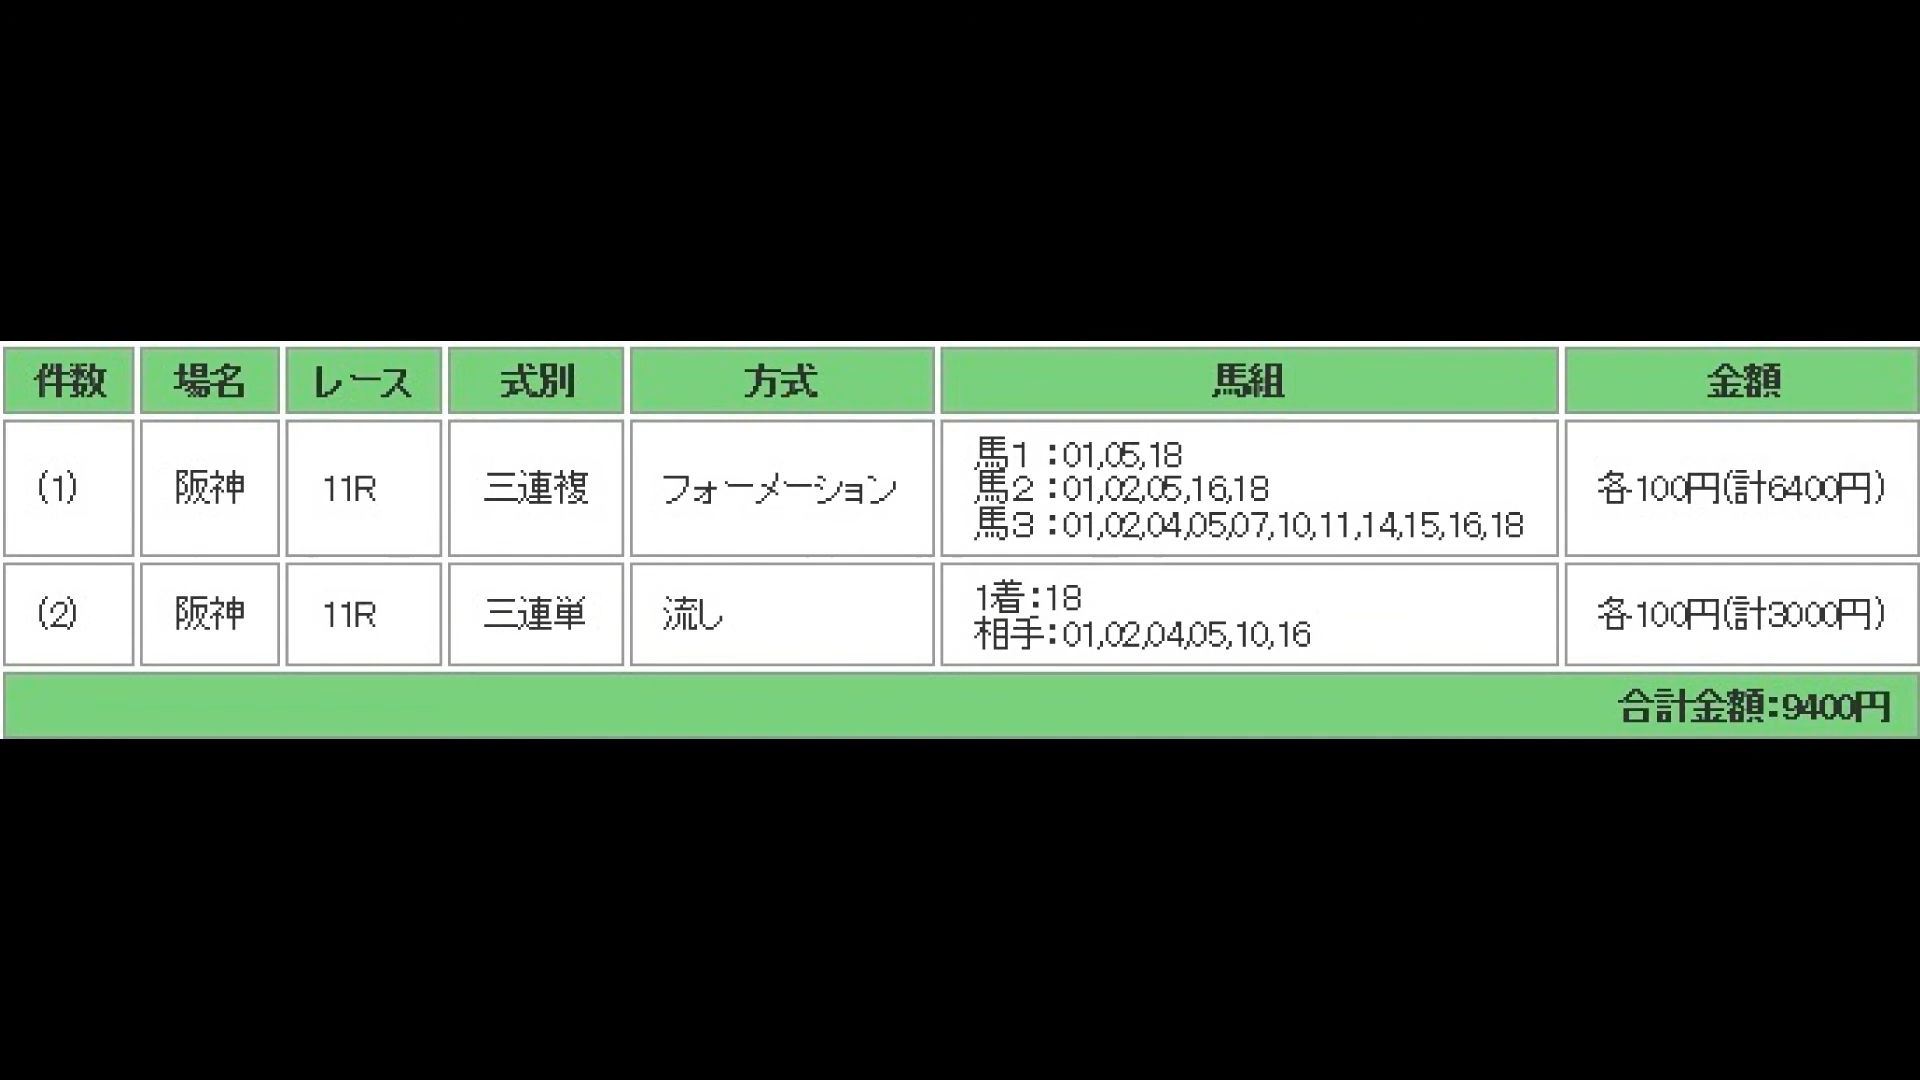 件数 場名 レース 式別 方式 馬組 金額
(1) 阪神 11R 三連複 フォーメーション 馬1：01,05,18
馬2：01,02,05,16,18
馬3：01,02,04,05,07,10,11,14,15,16,18
各100円(計6400円)
(2) 阪神 11R 三連単 流し 1着：18
相手：01,02,04,05,10,16
各100円(計3000円)
合計金額：9400円